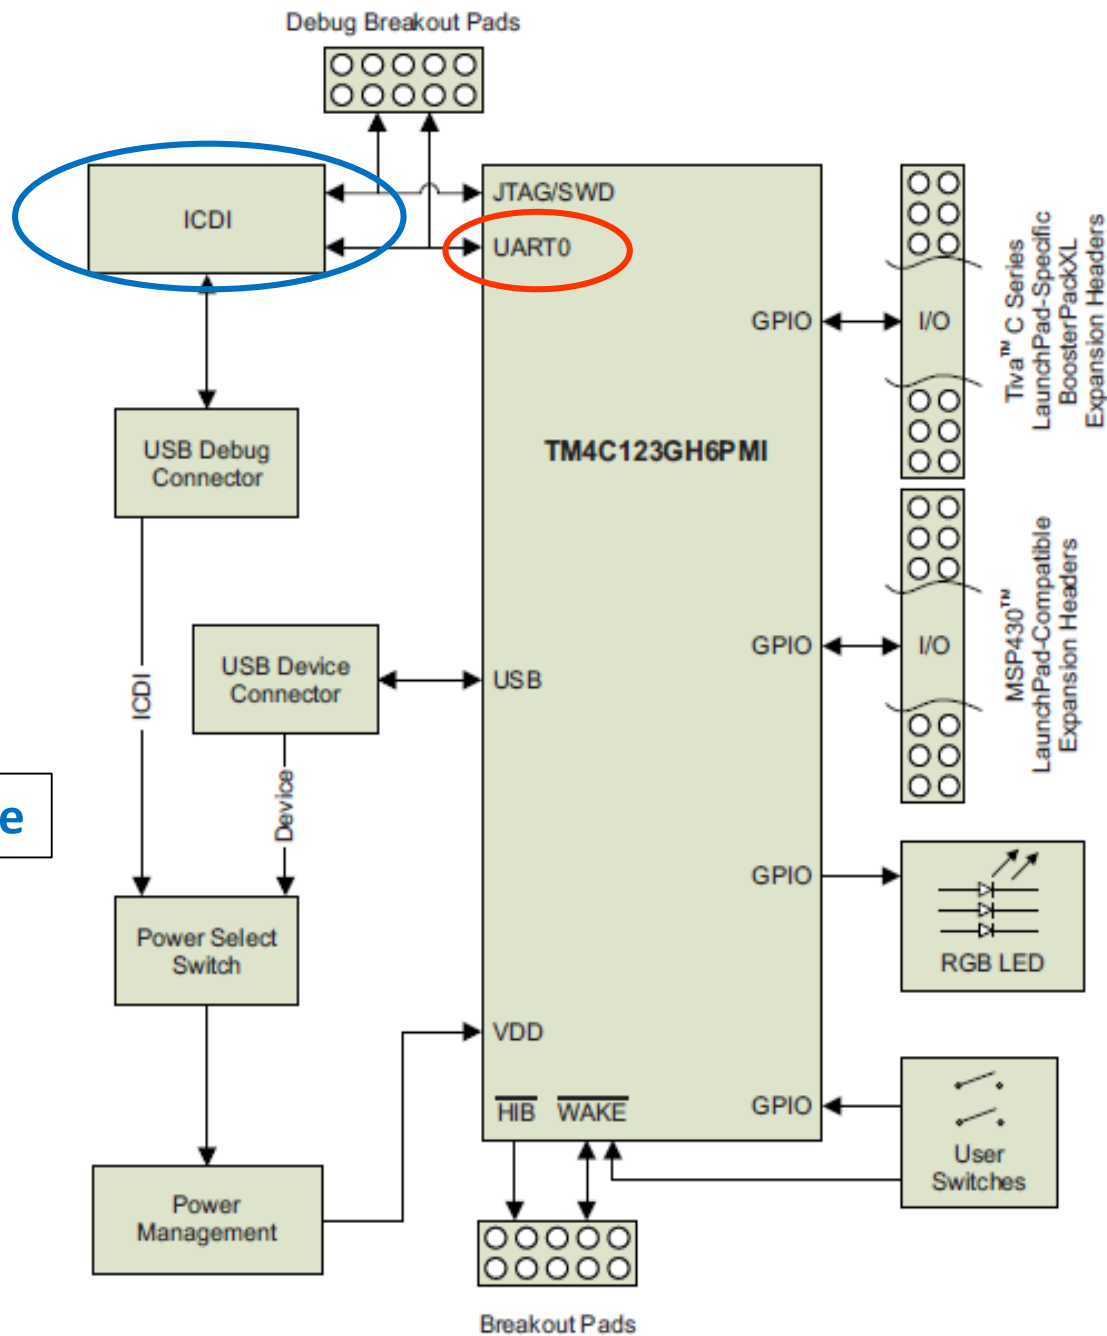 Debug Breakout Pads
ICDI
JTAG/SWD
UART0
GPIO
I/O
Tiva™ C Series
LaunchPad-Specific
BoosterPackXL
Expansion Headers
USB Debug
Connector
TM4C123GH6PMI
ICDI
USB Device
Connector
USB
GPIO
I/O
MSP430™
LaunchPad-Compatible
Expansion Headers
Device
e
GPIO
RGB LED
Power Select
Switch
VDD
HIB
WAKE
GPIO
User
Switches
Power
Management
Breakout Pads